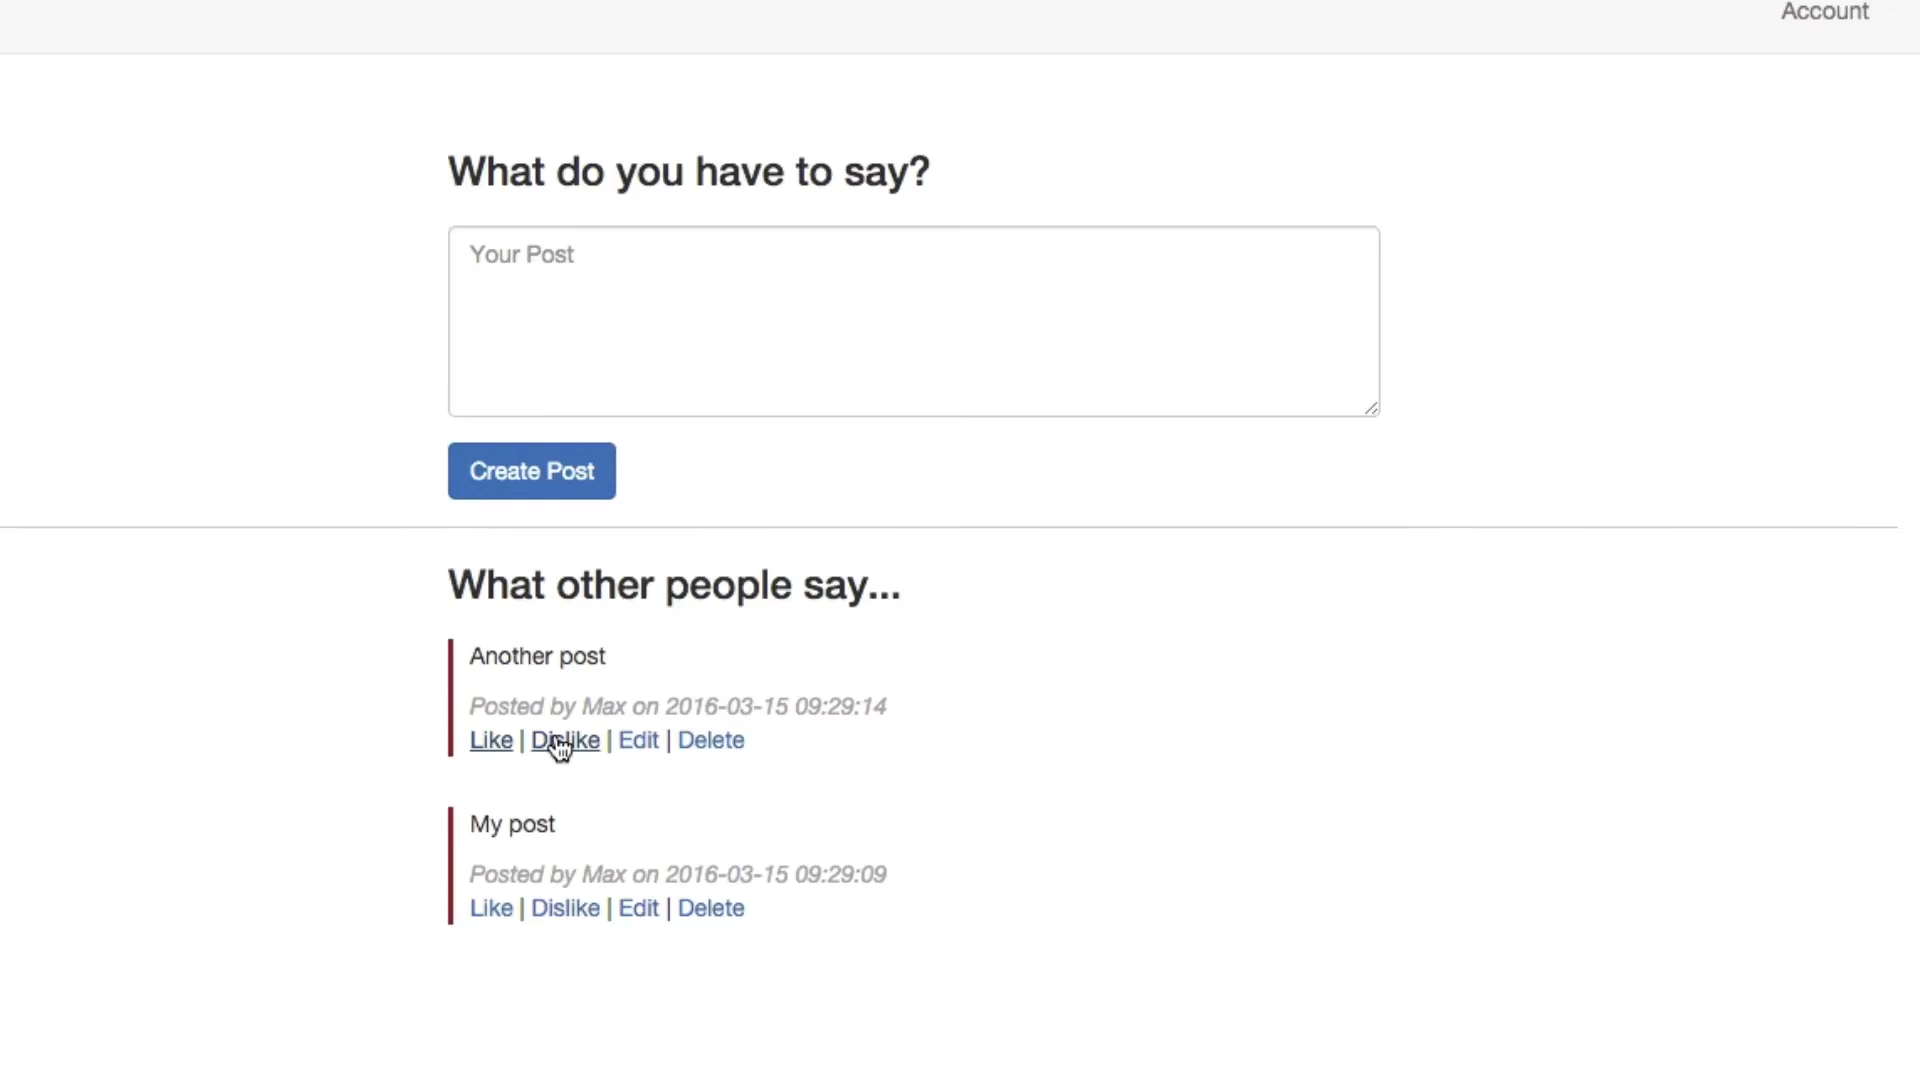 Account
What do you have to say?
Your Post
Create Post
What other people say...
Another post
Posted by Max on 2016-03-15 09:29:14
Like | Dislike | Edit | Delete
My post
Posted by Max on 2016-03-15 09:29:09
Like | Dislike | Edit | Delete